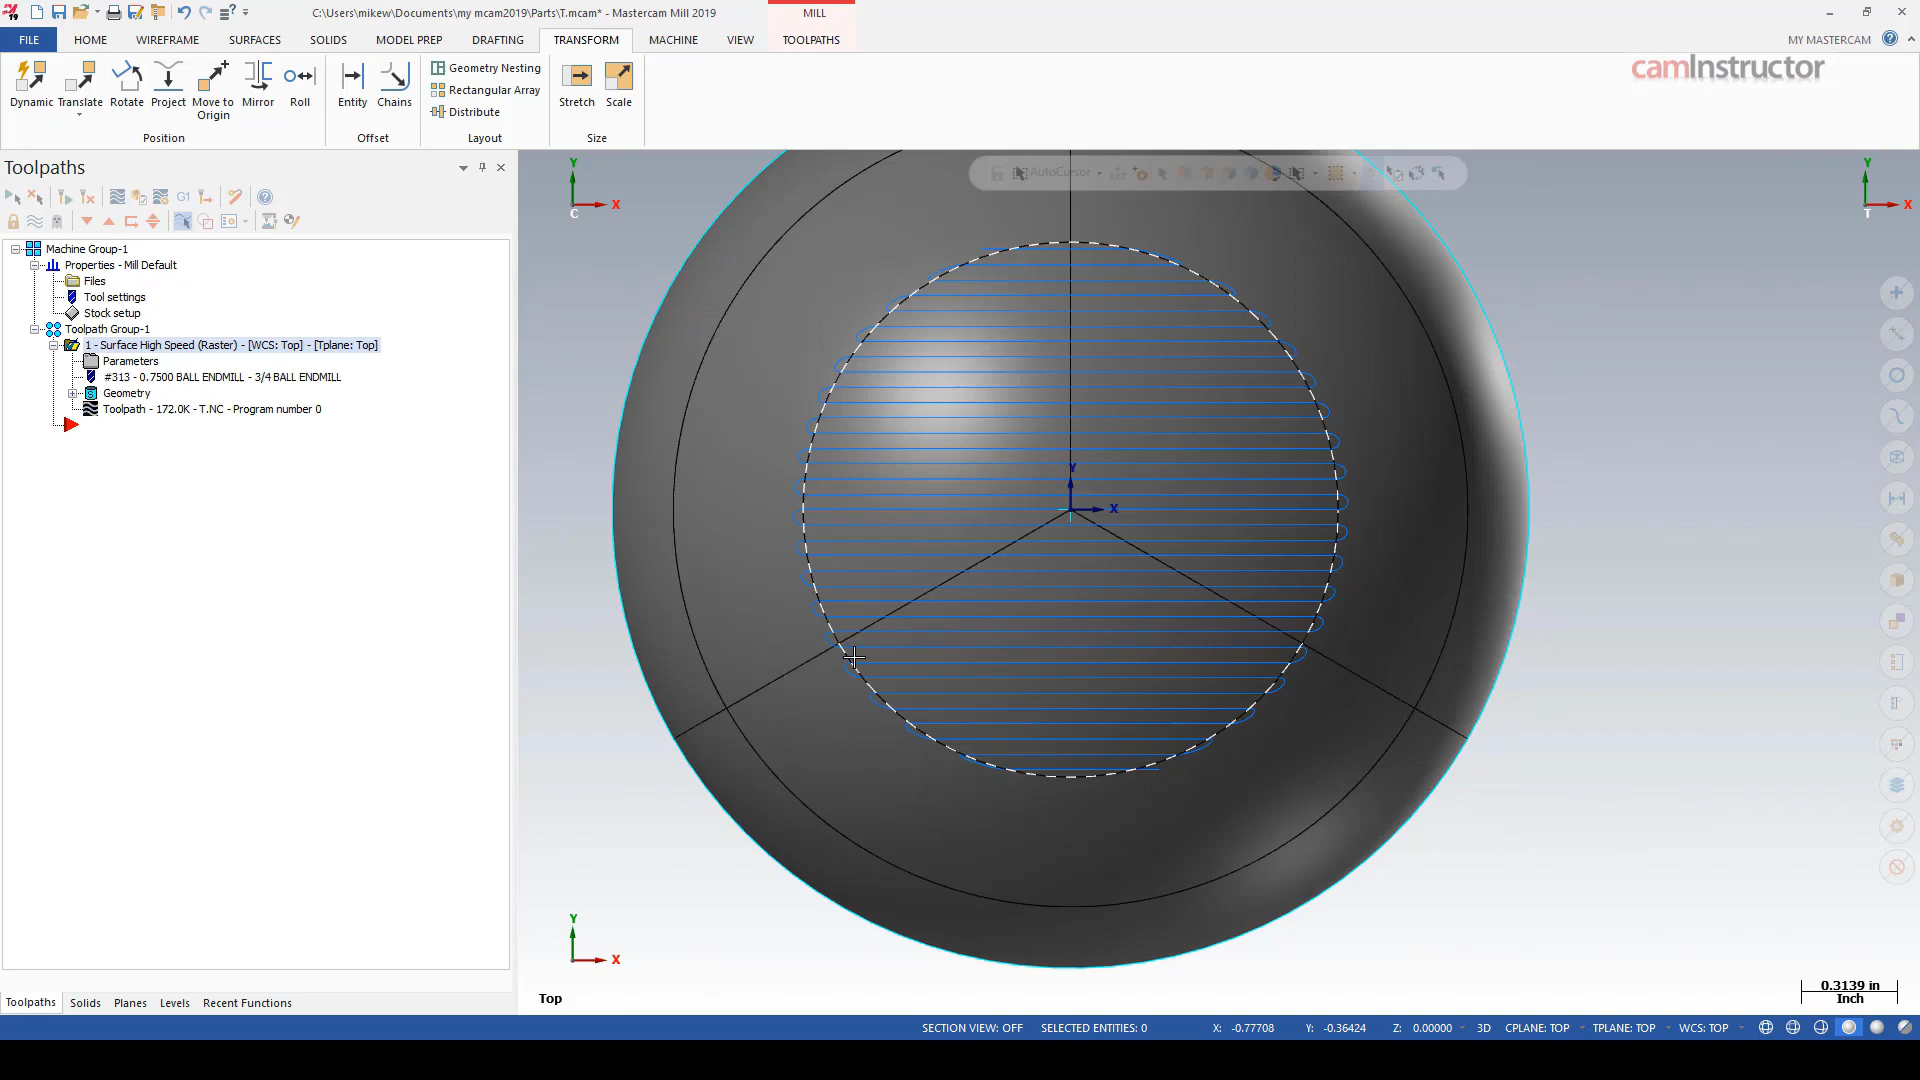 C:\Users\mikew\Documents\my mcam2019\Parts\T.mcam* - Mastercam Mill 2019
MILL
FILE HOME WIREFRAME SURFACES SOLIDS MODEL PREP DRAFTING TRANSFORM MACHINE VIEW TOOLPATHS MY MASTERCAM
camInstructor
Dynamic Translate Rotate Project Move to Origin Mirror Roll
Entity Chains
Geometry Nesting
Rectangular Array
Distribute
Stretch Scale
Position Offset Layout Size
Toolpaths
AutoCursor
G1
Machine Group-1
Properties - Mill Default
Files
Tool settings
Stock setup
Toolpath Group-1
1 - Surface High Speed (Raster) - [WCS: Top] - [Tplane: Top]
Parameters
#313 - 0.7500 BALL ENDMILL - 3/4 BALL ENDMILL
Geometry
Toolpath - 172.0K - T.NC - Program number 0
Y
X
C
Y
X
T
Y
X
Y
X
Top
0.3139 in
Inch
Toolpaths Solids Planes Levels Recent Functions
SECTION VIEW: OFF SELECTED ENTITIES: 0 X: -0.77708 Y: -0.36424 Z: 0.00000 3D CPLANE: TOP TPLANE: TOP WCS: TOP